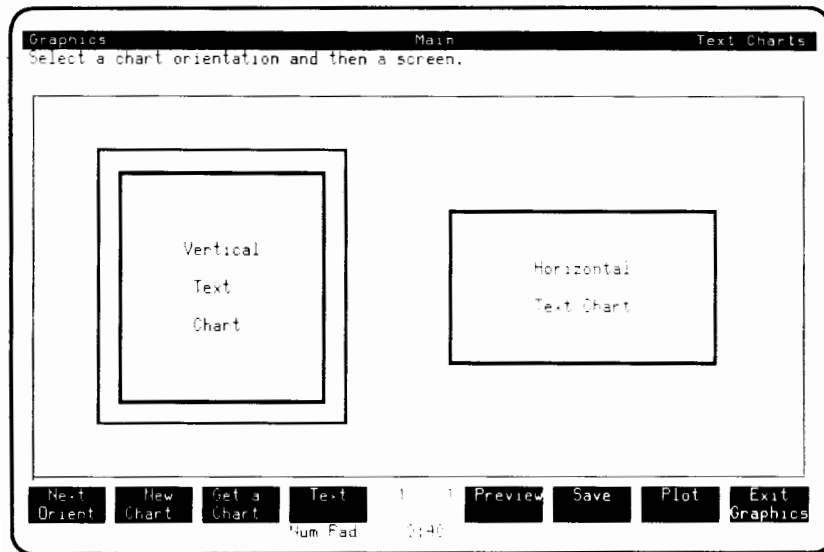 Graphics Main Text Charts
Select a chart orientation and then a screen.
Vertical
Text
Chart
Horizontal
Text Chart
Next Orient
New Chart
Get a Chart
Text
1 1
Preview
Save
Plot
Exit Graphics
Num Pad